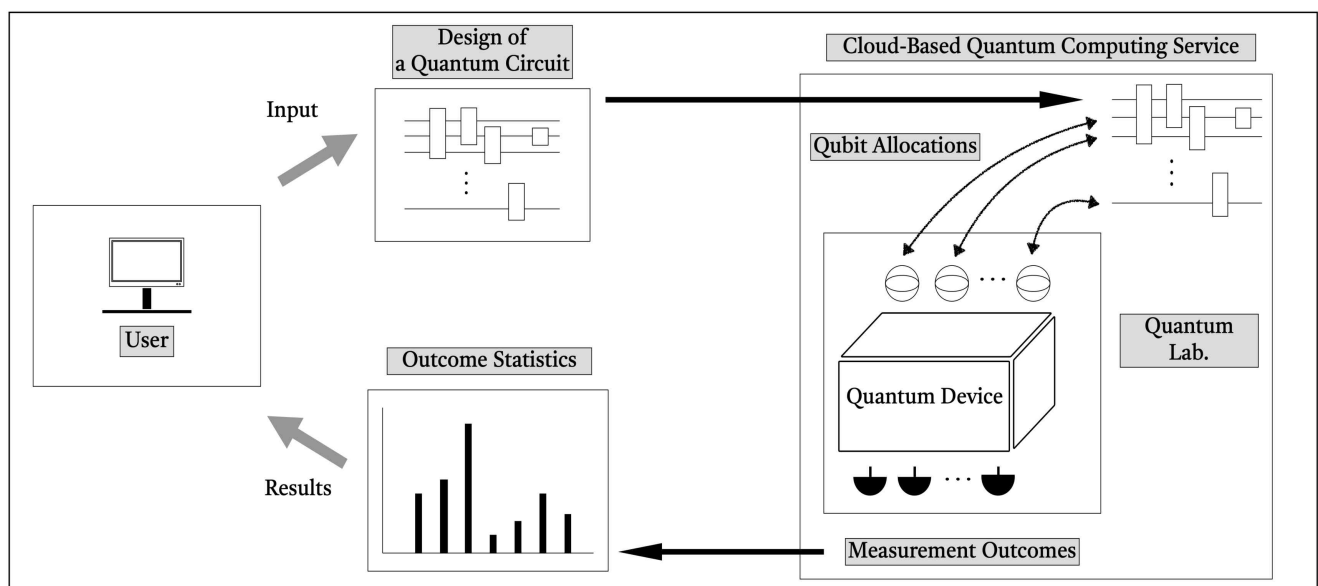 Design of
a Quantum Circuit
Cloud-Based Quantum Computing Service
Input
Qubit Allocations
User
Quantum
Lab.
Outcome Statistics
Quantum Device
Results
Measurement Outcomes